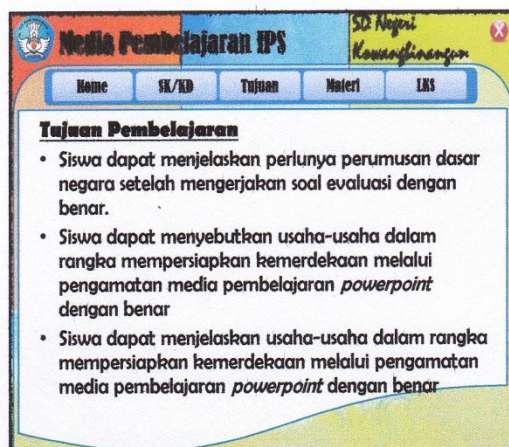 Media Pembelajaran IPS
SD Negeri
Kowangbinangun
Home SK/KD Tujuan Materi LKS
Tujuan Pembelajaran
• Siswa dapat menjelaskan perlunya perumusan dasar
negara setelah mengerjakan soal evaluasi dengan
benar.
• Siswa dapat menyebutkan usaha-usaha dalam
rangka mempersiapkan kemerdekaan melalui
pengamatan media pembelajaran powerpoint
dengan benar
• Siswa dapat menjelaskan usaha-usaha dalam rangka
mempersiapkan kemerdekaan melalui pengamatan
media pembelajaran powerpoint dengan benar